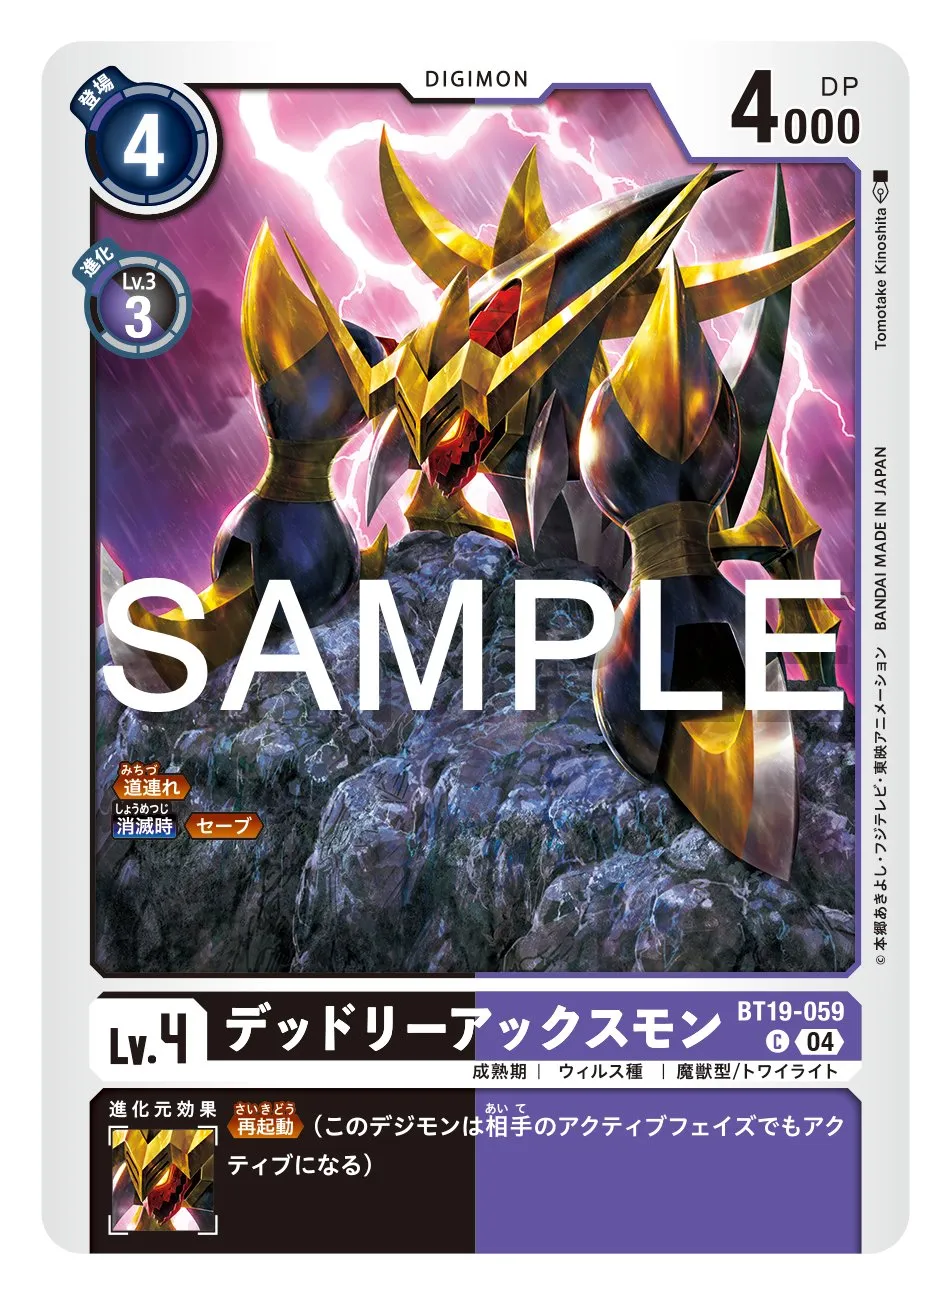 DIGIMON
登場
4
DP
4000
進化
Lv.3
3
Tomotake Kinoshita
BANDAI MADE IN JAPAN
©本郷あきよし・フジテレビ・東映アニメーション
SAMPLE
みちづ
道連れ
しょうめつじ
消滅時 セーブ
Lv.4
デッドリーアックスモン
BT19-059
C 04
成熟期 | ウィルス種 | 魔獣型/トワイライト
進化元効果
さいきどう あいて
再起動 (このデジモンは相手のアクティブフェイズでもアク
ティブになる)